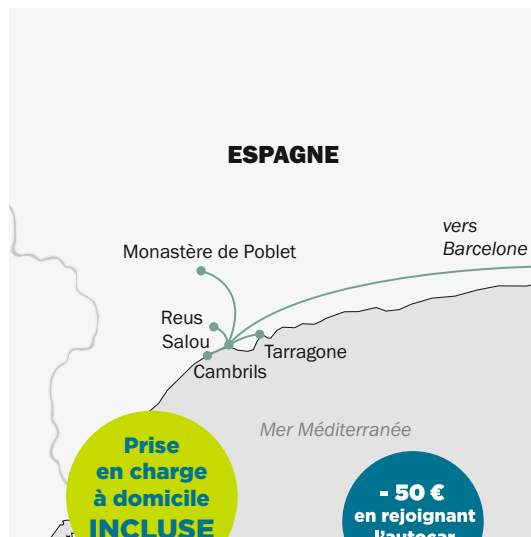 ESPAGNE
vers
Barcelone
Monastère de Poblet
Reus
Salou
Tarragone
Cambrils
Mer Méditerranée
Prise
en charge
à domicile
INCLUSE
- 50 €
en rejoignant
l'autocar